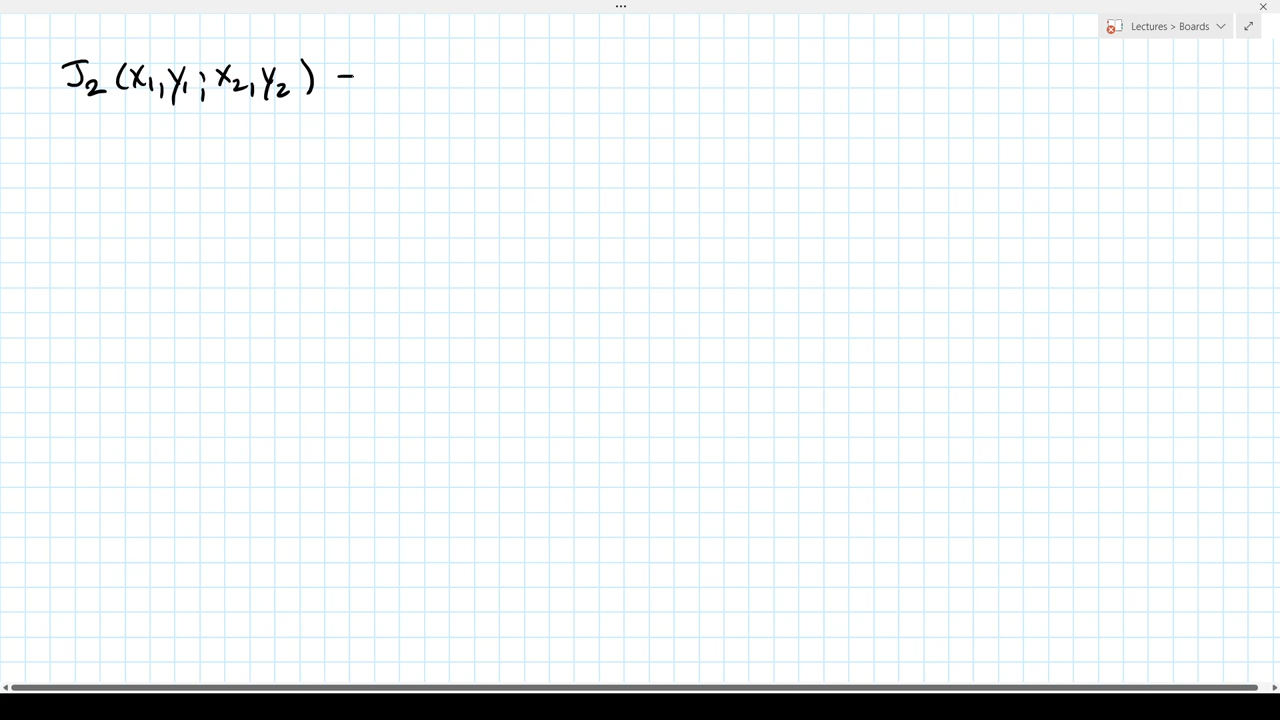 Lectures > Boards
J₂ (x₁, y₁; x₂, y₂) -